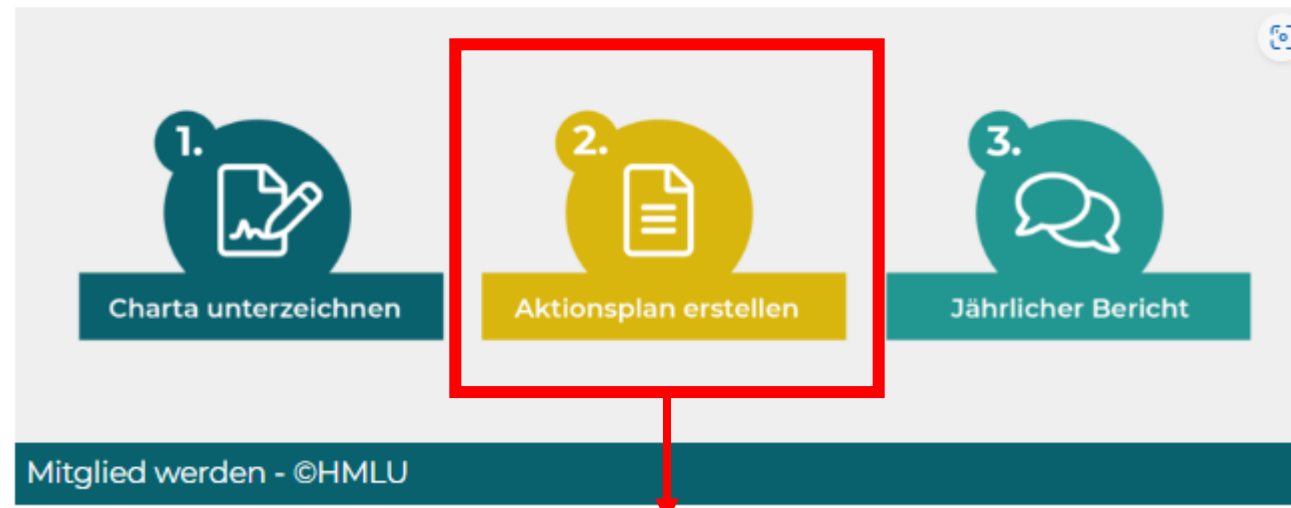 1.
Charta unterzeichnen
2.
Aktionsplan erstellen
3.
Jährlicher Bericht
Mitglied werden - ©HMLU